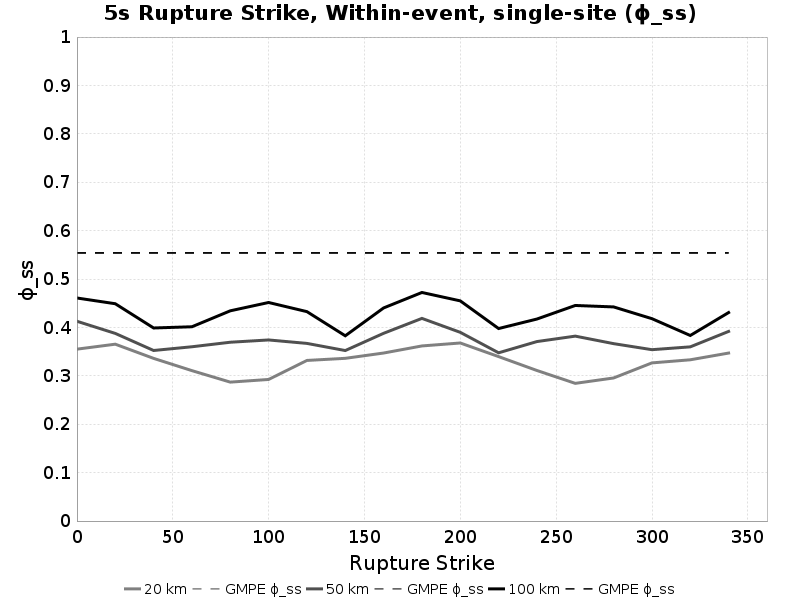 5s Rupture Strike, Within-event, single-site (ϕ_ss)
1
0.9
0.8
0.7
0.6
0.5
0.4
0.3
0.2
0.1
0
ϕ_ss
0 50 100 150 200 250 300 350
Rupture Strike
20 km GMPE ϕ_ss 50 km GMPE ϕ_ss 100 km GMPE ϕ_ss